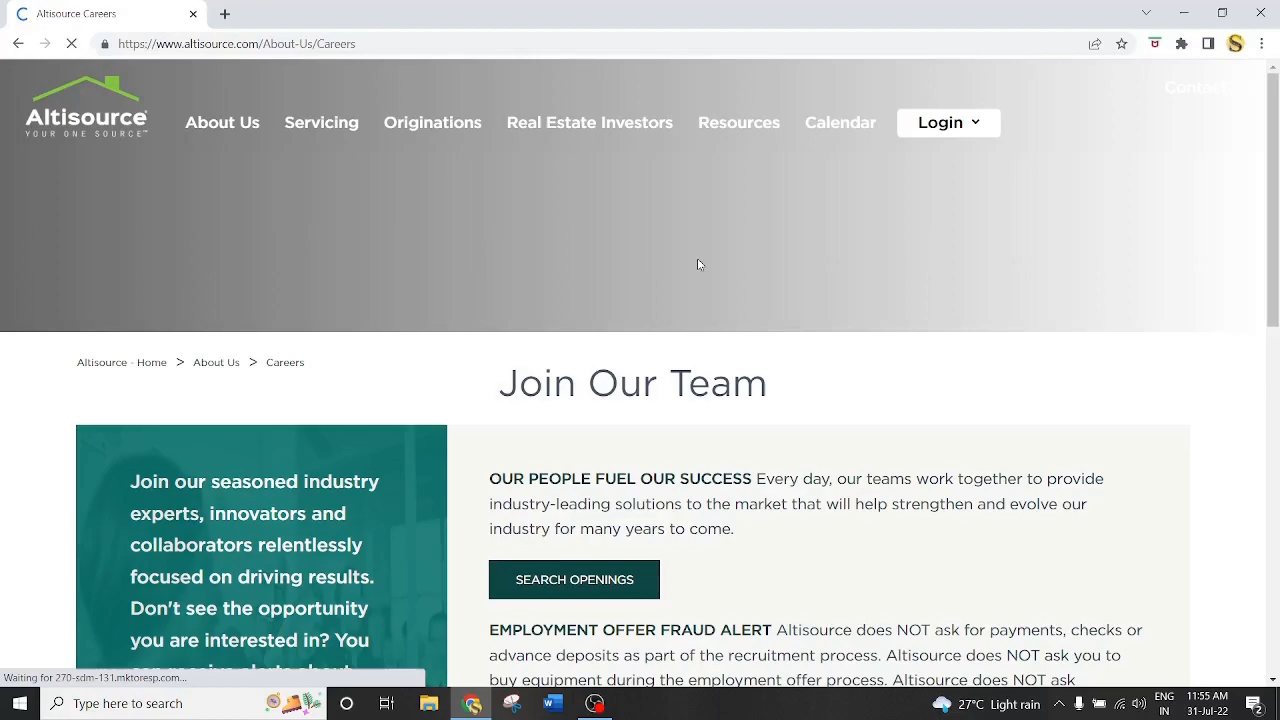 Altisource Careers
https://www.altisource.com/About-Us/Careers
Contact
Altisource
YOUR ONE SOURCE™
About Us
Servicing
Originations
Real Estate Investors
Resources
Calendar
Login
Altisource - Home > About Us > Careers
Join Our Team
Join our seasoned industry
experts, innovators and
collaborators relentlessly
focused on driving results.
Don't see the opportunity
you are interested in? You
can receive alerts about
OUR PEOPLE FUEL OUR SUCCESS Every day, our teams work together to provide
industry-leading solutions to the market that will help strengthen and evolve our
industry for many years to come.
SEARCH OPENINGS
EMPLOYMENT OFFER FRAUD ALERT Altisource does NOT ask for payments, checks or
advance deposits as part of the recruitment process. Altisource does NOT ask you to
buy equipment during the employment offer process. Altisource does NOT ask
Waiting for 270-sdm-131.mktoresp.com...
Type here to search
27°C Light rain
ENG
IN
11:55 AM
31-Jul-22
2